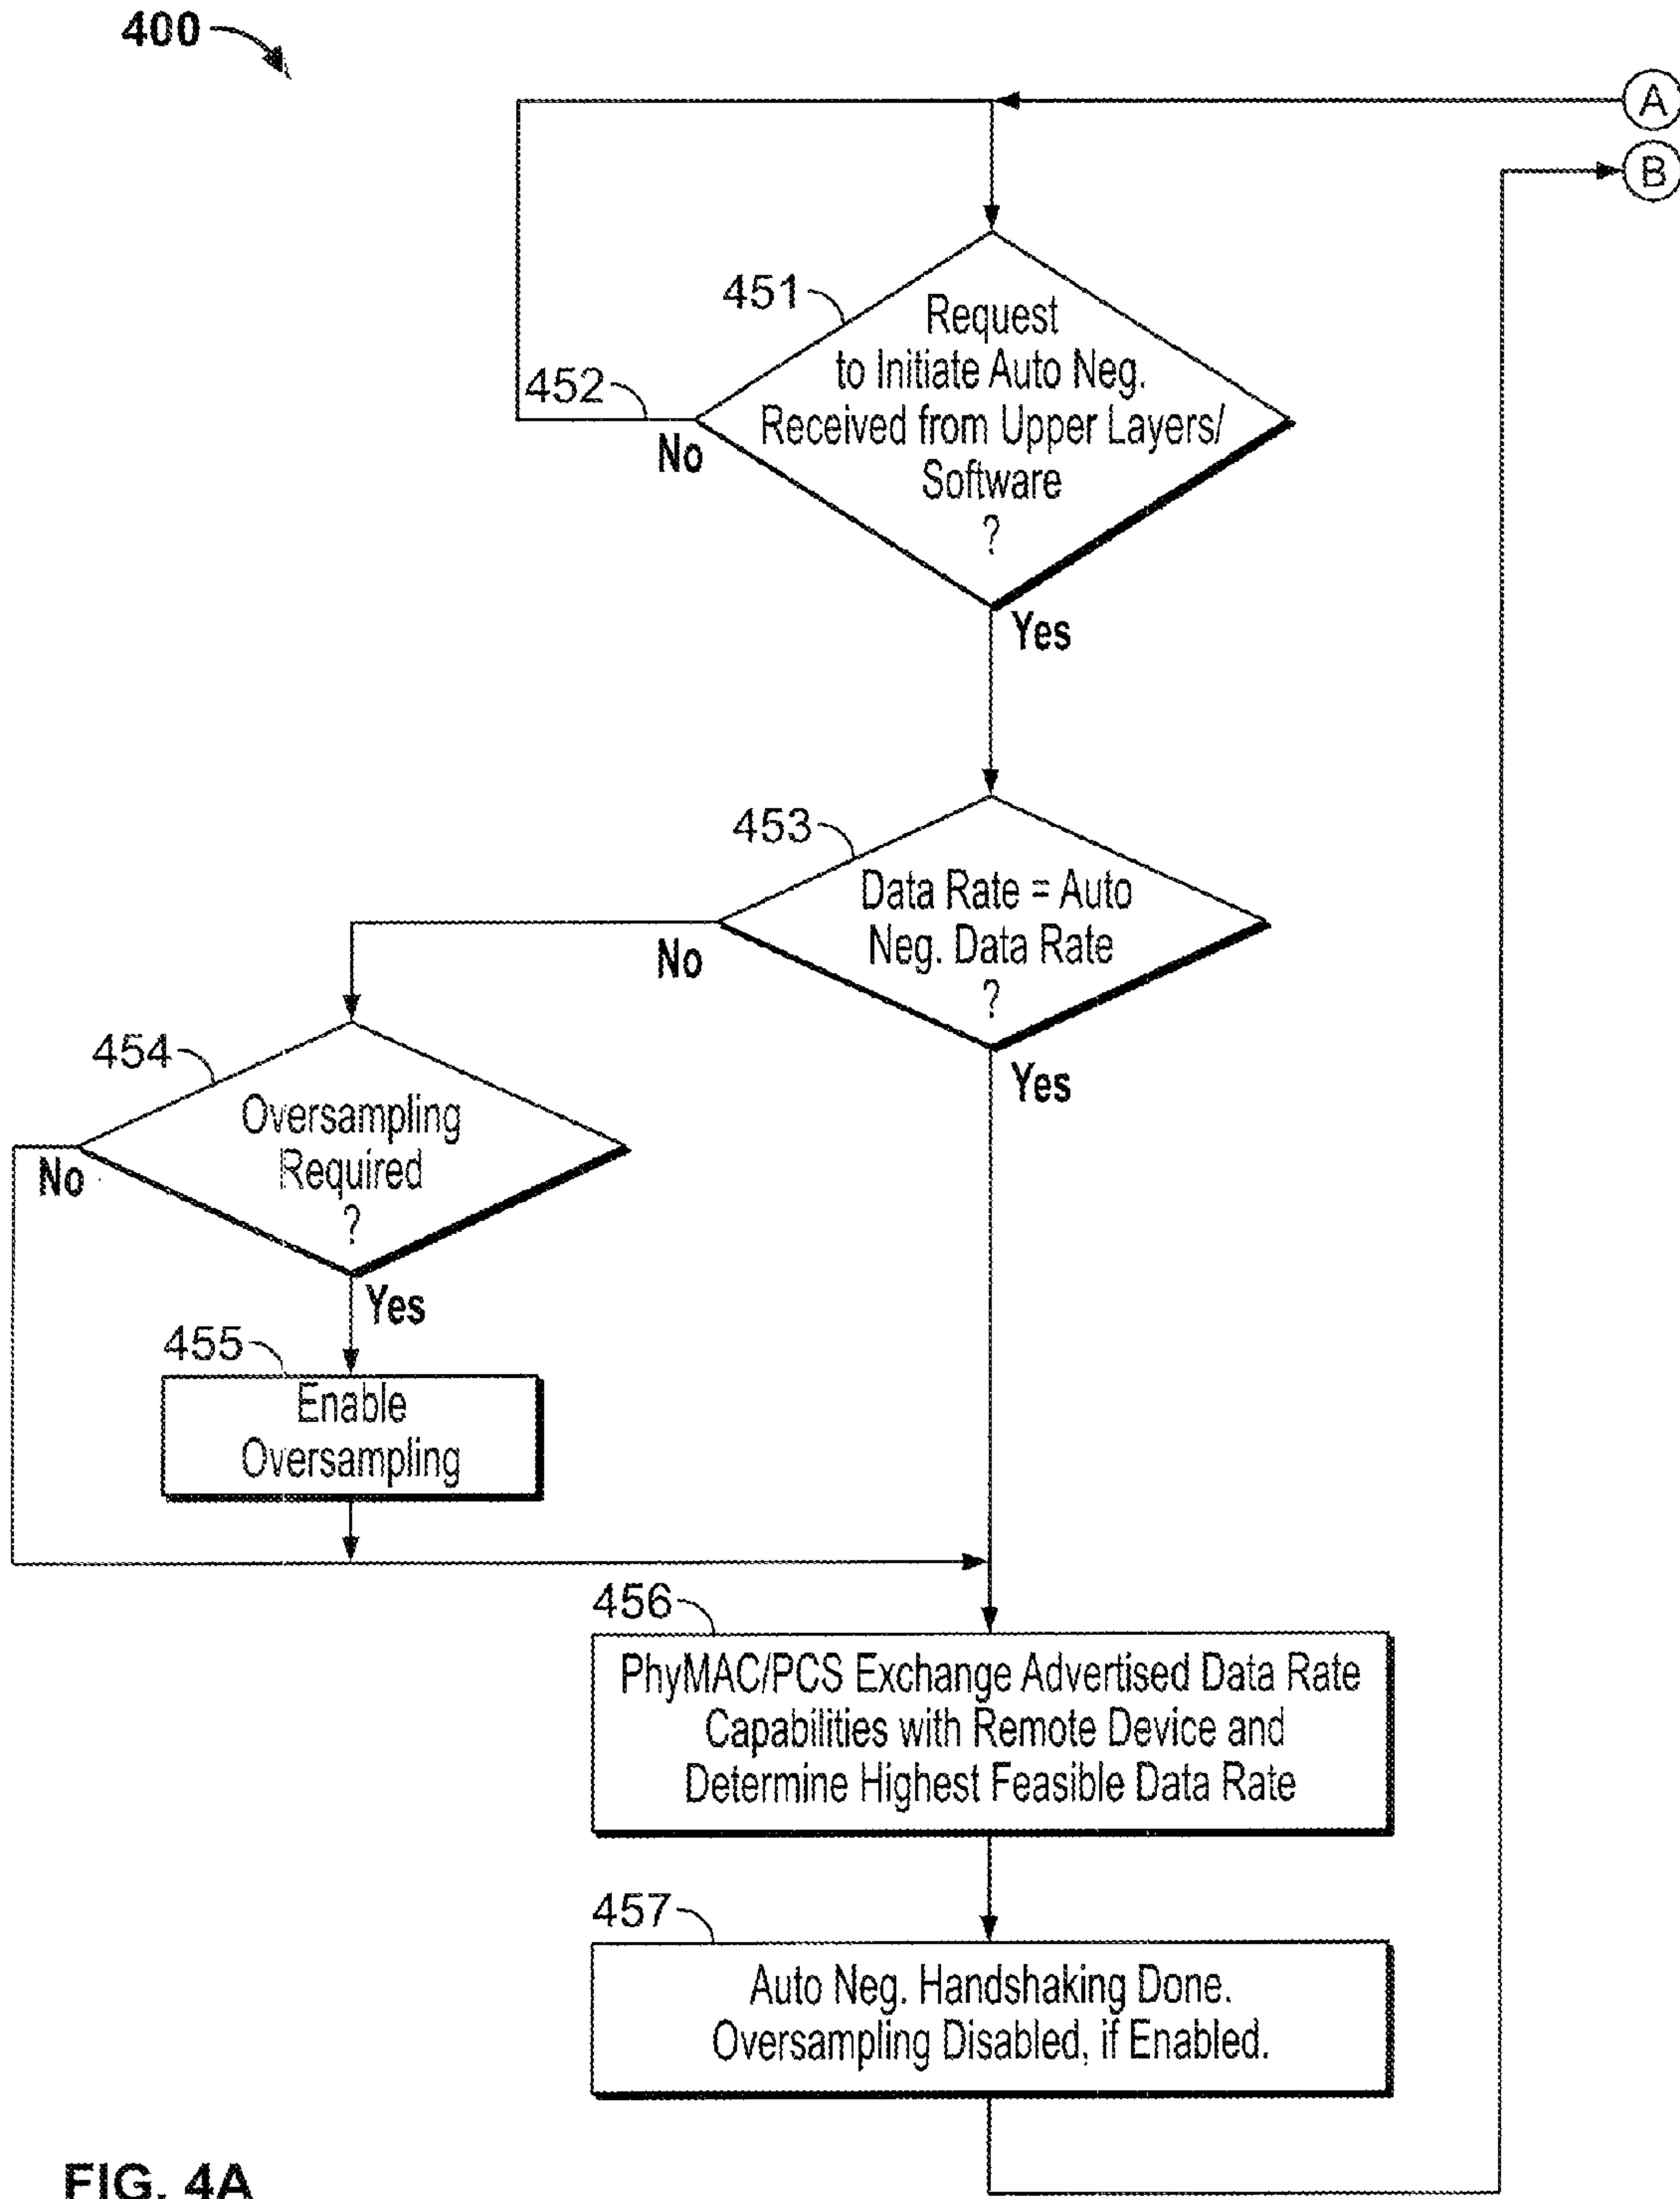 400
A
B
451
Request
to Initiate Auto Neg.
Received from Upper Layers/
Software
?
452
No
Yes
453
Data Rate = Auto
Neg. Data Rate
?
No
Yes
454
Oversampling
Required
?
No
Yes
455
Enable
Oversampling
456
PhyMAC/PCS Exchange Advertised Data Rate
Capabilities with Remote Device and
Determine Highest Feasible Data Rate
457
Auto Neg. Handshaking Done.
Oversampling Disabled, if Enabled.
FIG. 4A